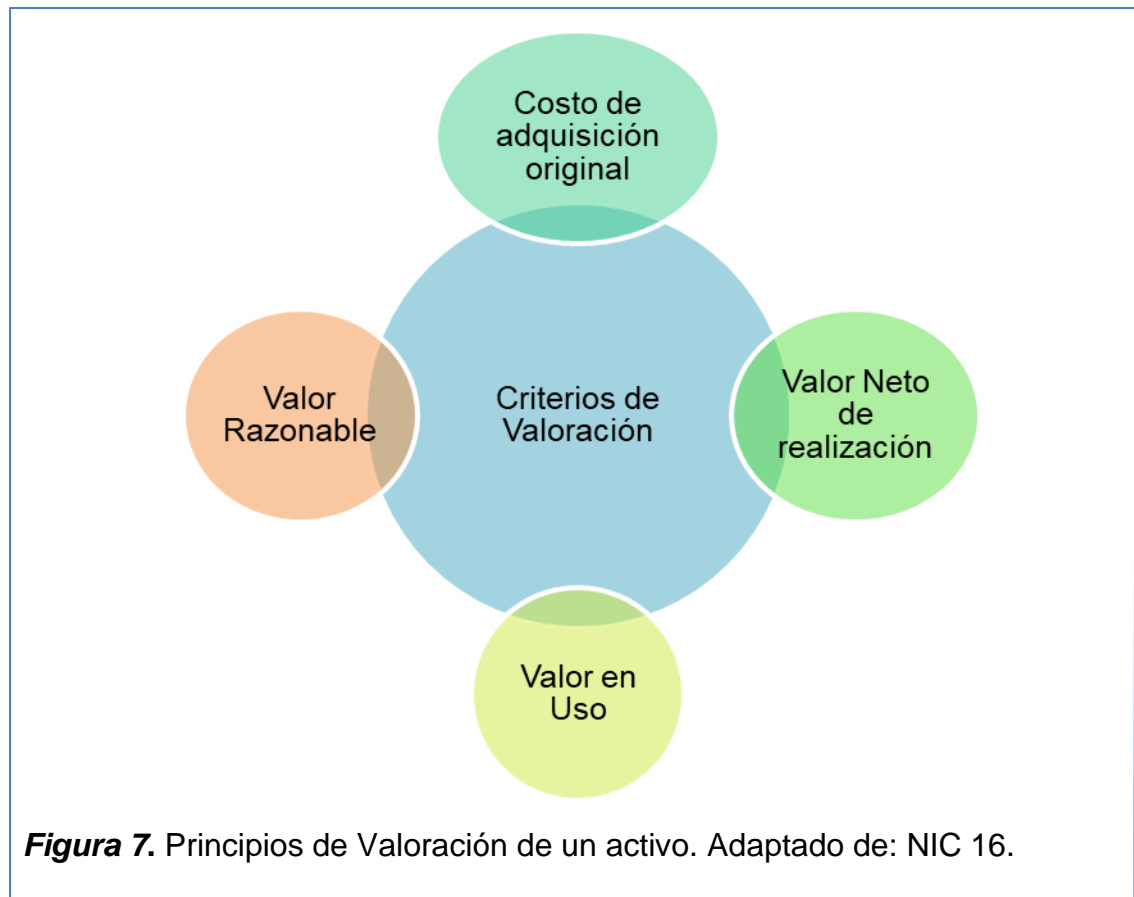 Costo de
adquisición
original
Valor
Razonable
Criterios de
Valoración
Valor Neto
de
realización
Valor en
Uso
Figura 7. Principios de Valoración de un activo. Adaptado de: NIC 16.